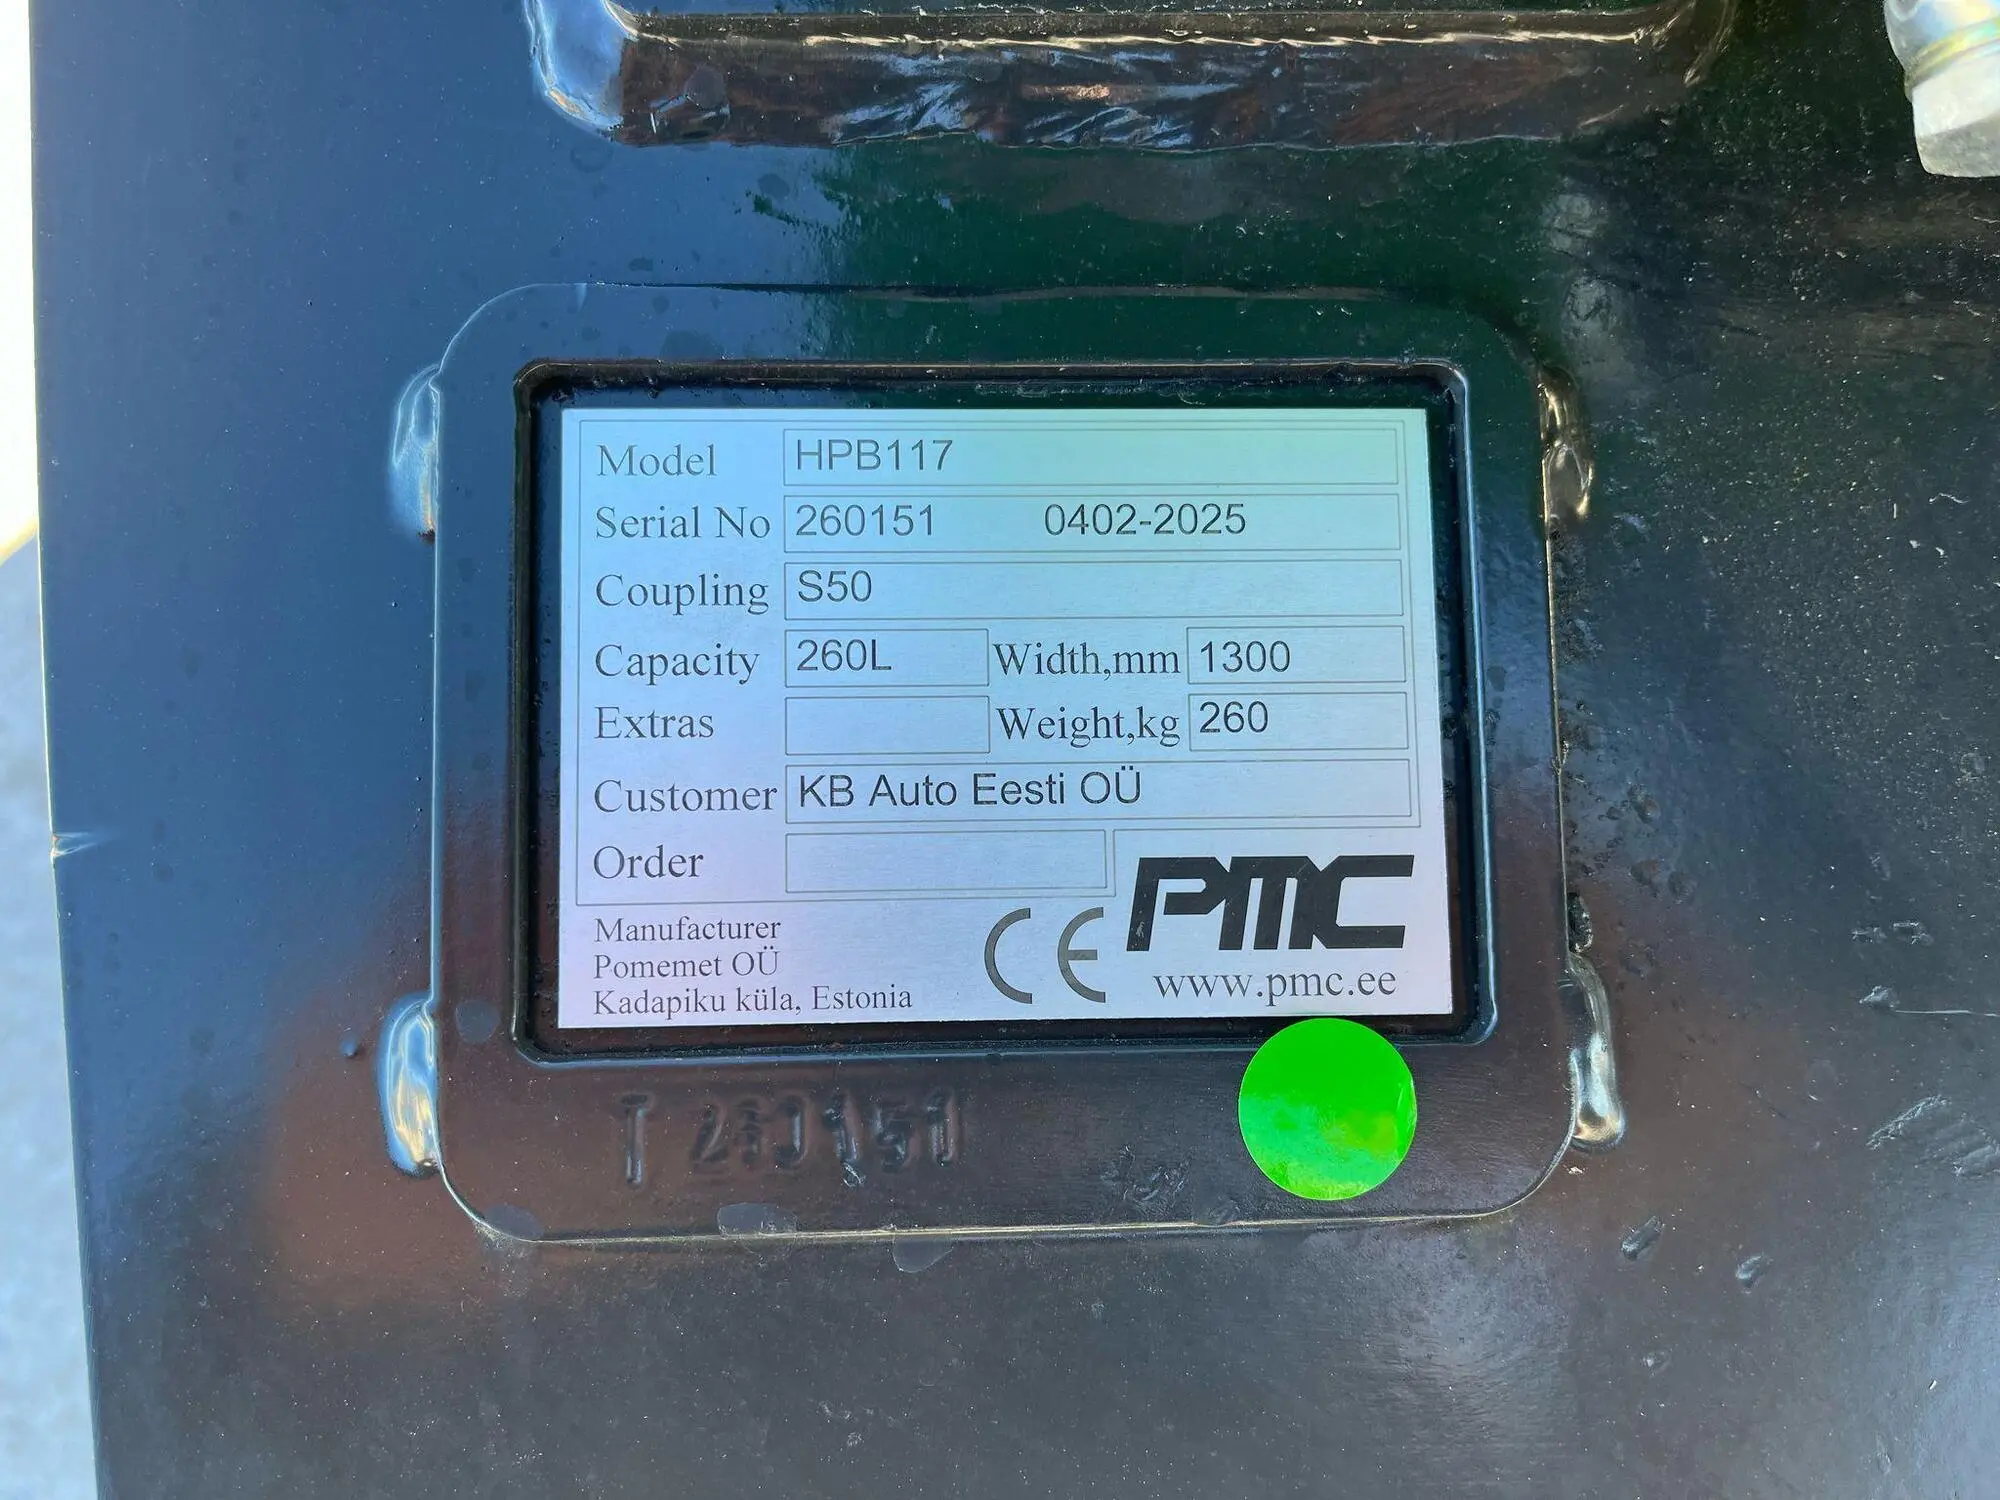 Model HPB117
Serial No 260151 0402-2025
Coupling S50
Capacity 260L Width,mm 1300
Extras Weight,kg 260
Customer KB Auto Eesti OÜ
Order
PMC
Manufacturer
Pomemet OÜ
Kadapiku küla, Estonia
CE
www.pmc.ee
T 260151